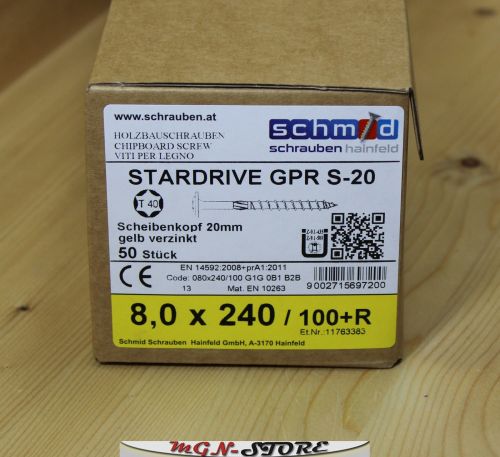 www.schrauben.at
HOLZBAUSCHRAUBEN
CHIPBOARD SCREW
VITI PER LEGNO
schmid
schrauben hainfeld
STARDRIVE GPR S-20
T 40
Scheibenkopf 20mm
gelb verzinkt
50 Stück
EN 14592:2008+prA1:2011
Code: 080x240/100 G1G 0B1 B2B
13 Mat. EN 10263
9002715697200
8,0 x 240 / 100+R
Et.Nr.:11763383
Schmid Schrauben Hainfeld GmbH, A-3170 Hainfeld
MGN-STORE